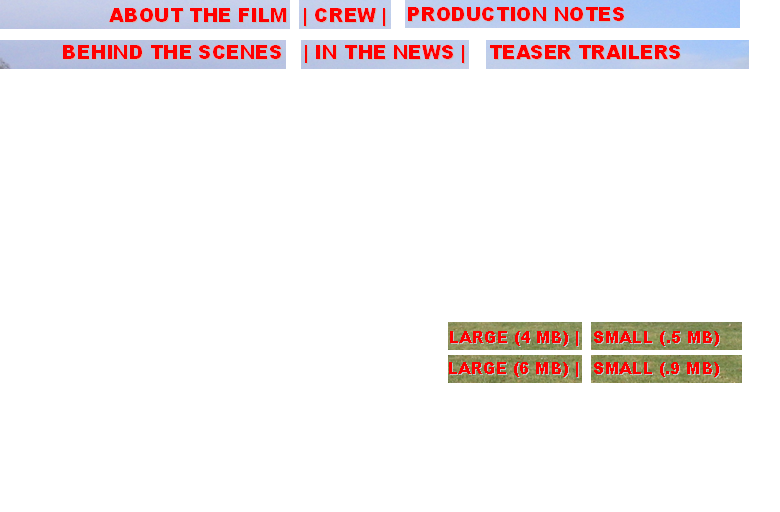 ABOUT THE FILM | CREW | PRODUCTION NOTES
BEHIND THE SCENES | IN THE NEWS | TEASER TRAILERS
LARGE (4 MB) | SMALL (.5 MB)
LARGE (6 MB) | SMALL (.9 MB)